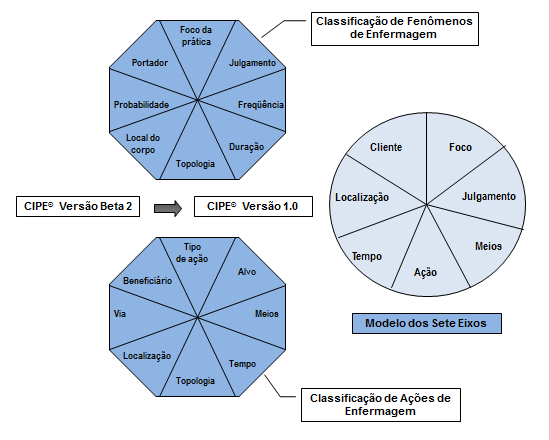 Classificação de Fenômenos
de Enfermagem
Foco da
prática
Portador
Julgamento
Probabilidade
Freqüência
Local do
corpo
Duração
Topologia
Cliente
Foco
Localização
Julgamento
Tempo
Meios
Ação
CIPE® Versão Beta 2
CIPE® Versão 1.0
Tipo
de ação
Beneficiário
Alvo
Via
Meios
Localização
Tempo
Topologia
Modelo dos Sete Eixos
Classificação de Ações de
Enfermagem